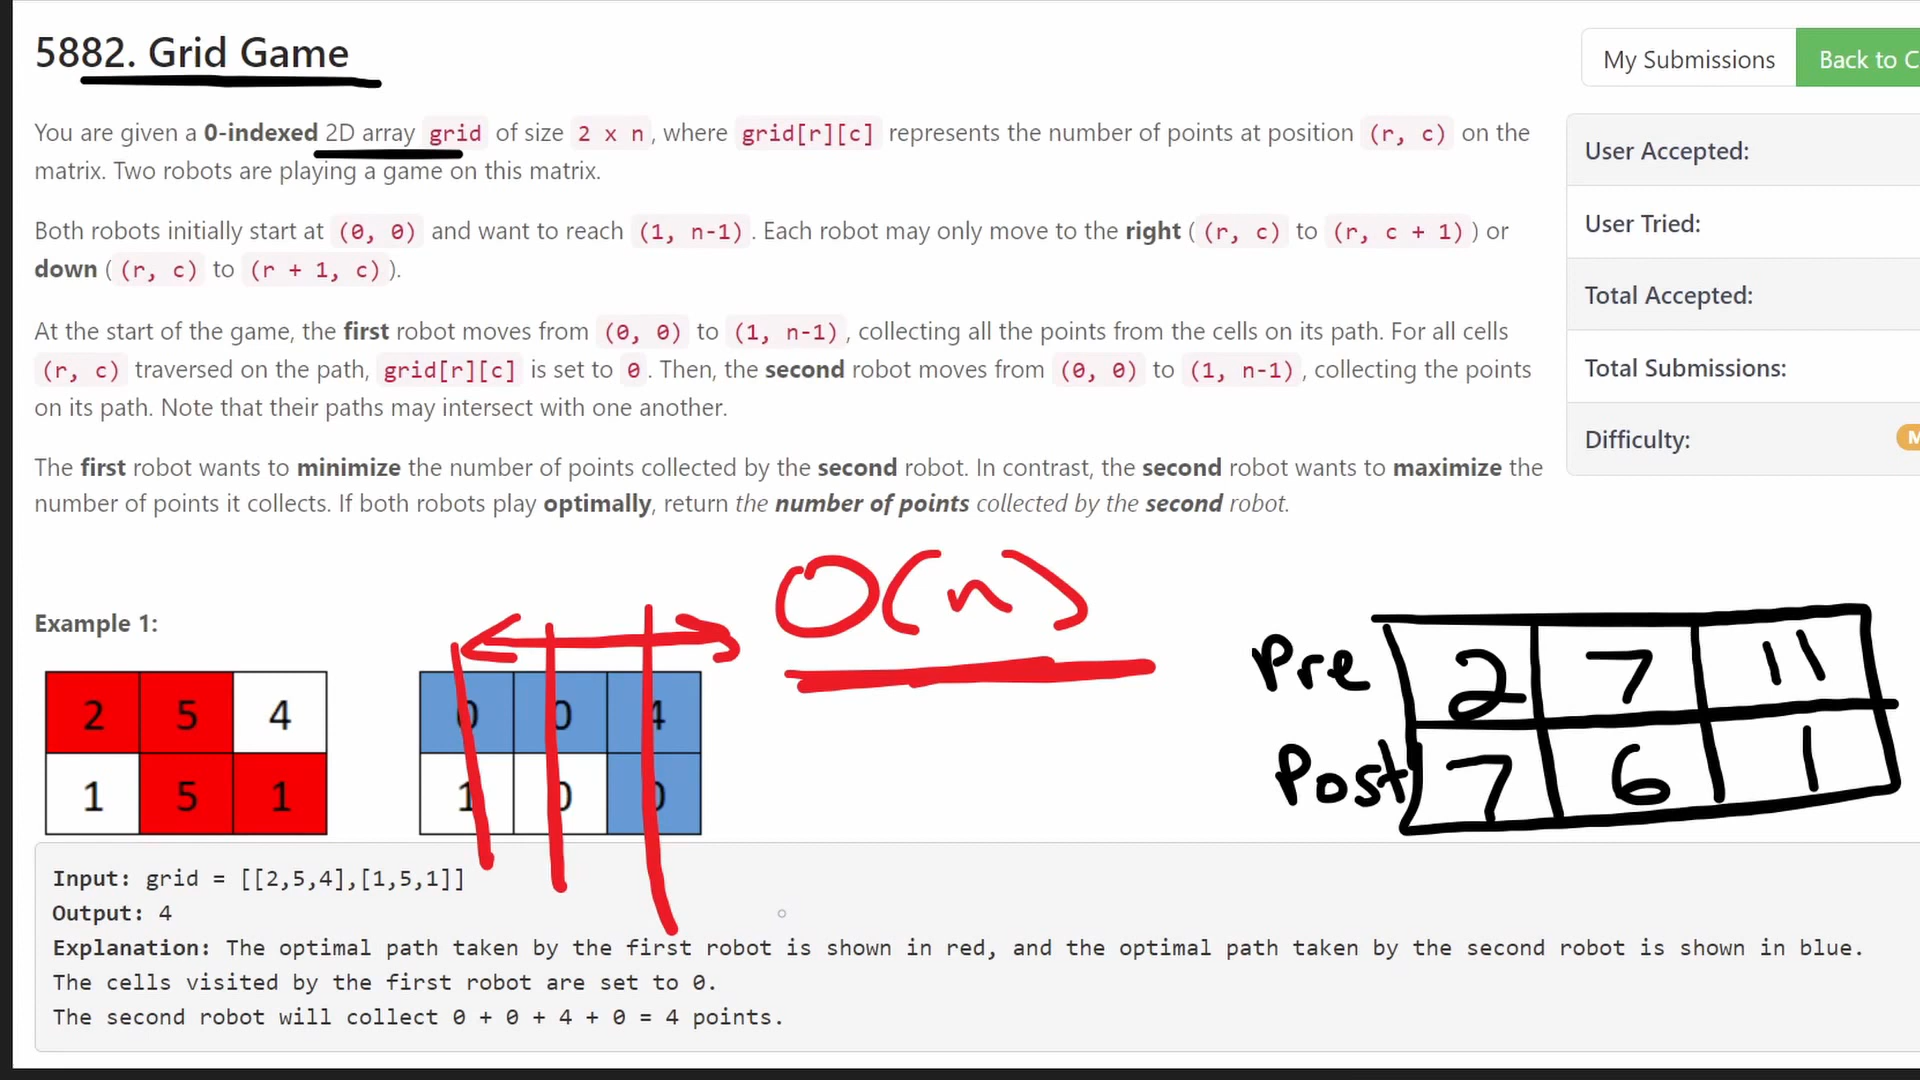 5882. Grid Game
My Submissions
Back to C
You are given a 0-indexed 2D array grid of size 2 x n, where grid[r][c] represents the number of points at position (r, c) on the
matrix. Two robots are playing a game on this matrix.
Both robots initially start at (0, 0) and want to reach (1, n-1). Each robot may only move to the right ((r, c) to (r, c + 1)) or
down ((r, c) to (r + 1, c)).
At the start of the game, the first robot moves from (0, 0) to (1, n-1), collecting all the points from the cells on its path. For all cells
(r, c) traversed on the path, grid[r][c] is set to 0. Then, the second robot moves from (0, 0) to (1, n-1), collecting the points
on its path. Note that their paths may intersect with one another.
The first robot wants to minimize the number of points collected by the second robot. In contrast, the second robot wants to maximize the
number of points it collects. If both robots play optimally, return the number of points collected by the second robot.
User Accepted:
User Tried:
Total Accepted:
Total Submissions:
Difficulty:
M
O(n)
Example 1:
2 5 4
1 5 1
0 0 4
1 0 0
Pre 2 7 11
Post 7 6 1
Input: grid = [[2,5,4],[1,5,1]]
Output: 4
Explanation: The optimal path taken by the first robot is shown in red, and the optimal path taken by the second robot is shown in blue.
The cells visited by the first robot are set to 0.
The second robot will collect 0 + 0 + 4 + 0 = 4 points.